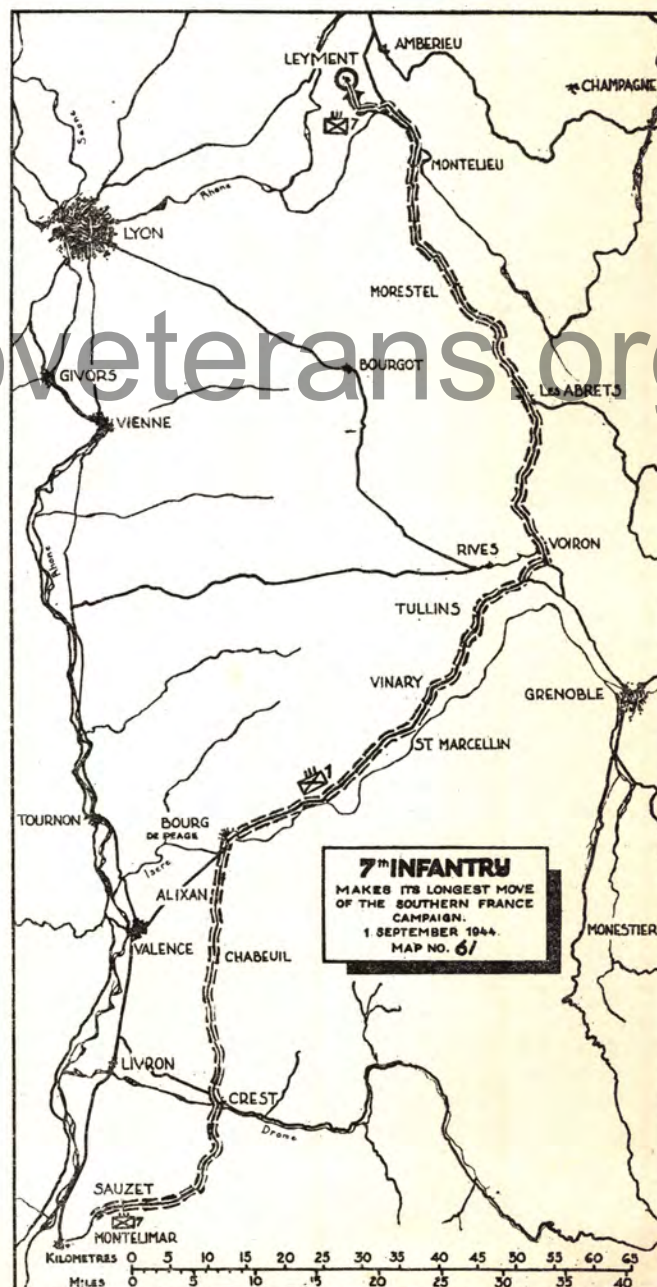 AMBERIEU
LEYMENT
CHAMPAGNE
7
MONTELIEU
Saone
Rhone
LYON
MORESTEL
oveterans.org
GIVORS
BOURGOT
LES ABRETS
VIENNE
Rhone
RIVES
VOIRON
TULLINS
VINARY
GRENOBLE
ST MARCELLIN
7
TOURNON
BOURG
DE PEAGE
Isere
ALIXAN
7TH INFANTRY
MAKES ITS LONGEST MOVE
OF THE SOUTHERN FRANCE
CAMPAIGN.
1 SEPTEMBER 1944.
MAP NO. 61
MONESTIER
VALENCE
CHABEUIL
LIVRON
CREST
Drome
SAUZET
7
MONTELIMAR
KILOMETRES 0 5 10 15 20 25 30 35 40 45 50 55 60 65
MILES 0 5 10 15 20 25 30 35 40